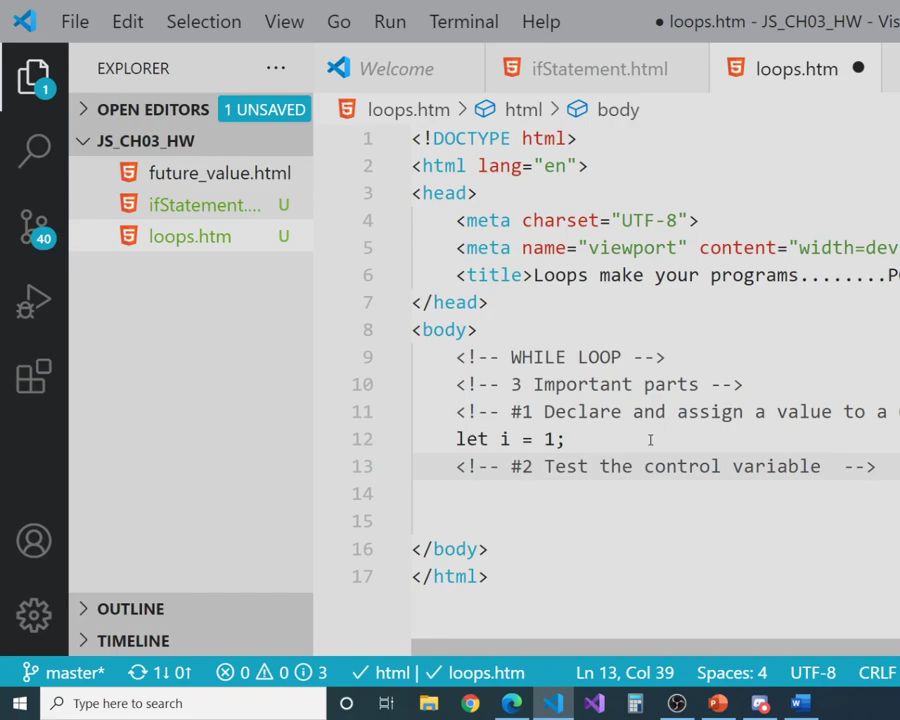 File Edit Selection View Go Run Terminal Help ● loops.htm - JS_CH03_HW - Vis
EXPLORER ··· Welcome ifStatement.html loops.htm ●
OPEN EDITORS 1 UNSAVED
loops.htm > html > body
JS_CH03_HW
future_value.html
ifStatement.... U
loops.htm U
1
40
1 <!DOCTYPE html>
2 <html lang="en">
3 <head>
4 <meta charset="UTF-8">
5 <meta name="viewport" content="width=dev
6 <title>Loops make your programs........P
7 </head>
8 <body>
9 <!-- WHILE LOOP -->
10 <!-- 3 Important parts -->
11 <!-- #1 Declare and assign a value to a
12 let i = 1;
13 <!-- #2 Test the control variable  -->
14
15
16 </body>
17 </html>
OUTLINE
TIMELINE
master* 1↓ 0↑ 0 0 3 ✓ html | ✓ loops.htm Ln 13, Col 39 Spaces: 4 UTF-8 CRLF
Type here to search